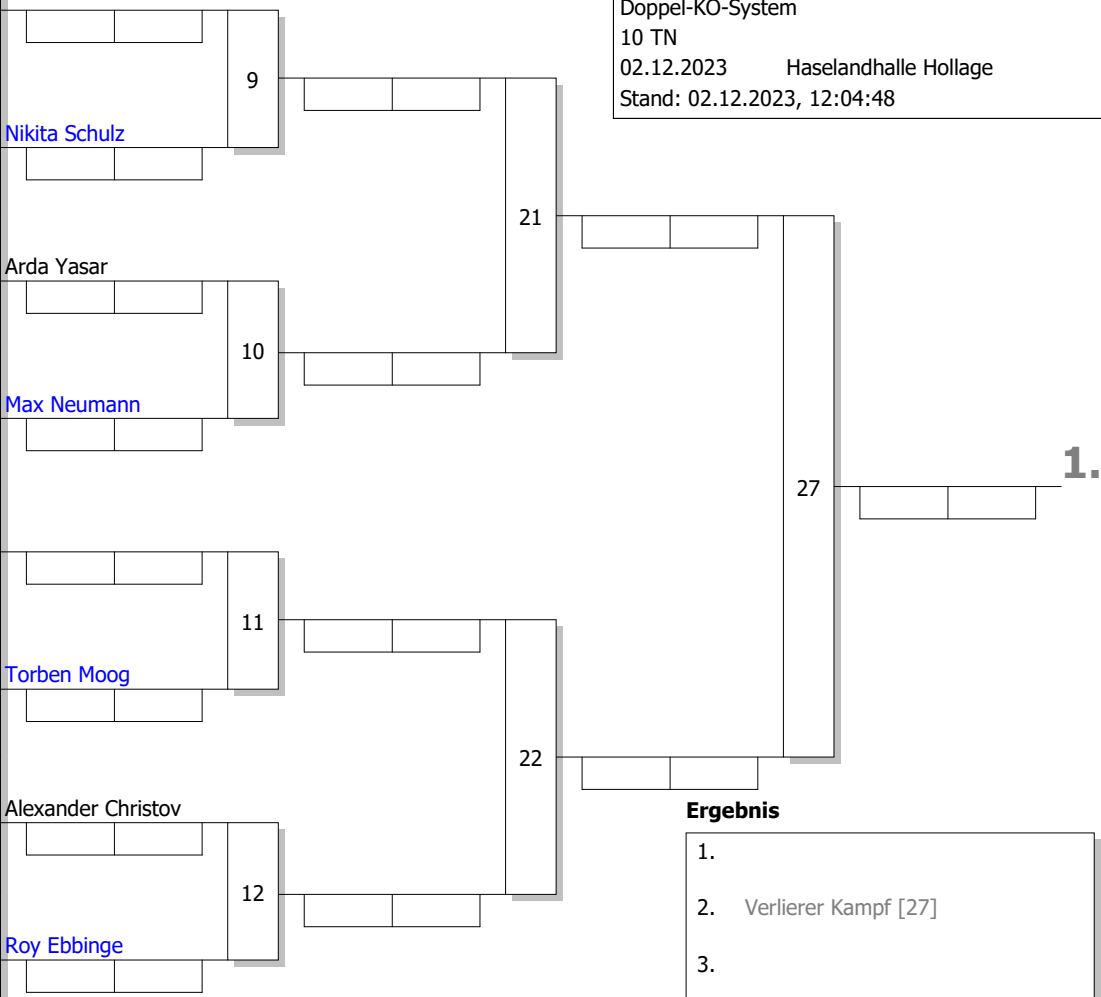 Doppel-KO-System
10 TN
02.12.2023 Haselandhalle Hollage
Stand: 02.12.2023, 12:04:48
9
Nikita Schulz
21
Arda Yasar
10
Max Neumann
1.
27
11
Torben Moog
22
Alexander Christov
12
Roy Ebbinge
Ergebnis
1.
2. Verlierer Kampf [27]
3.